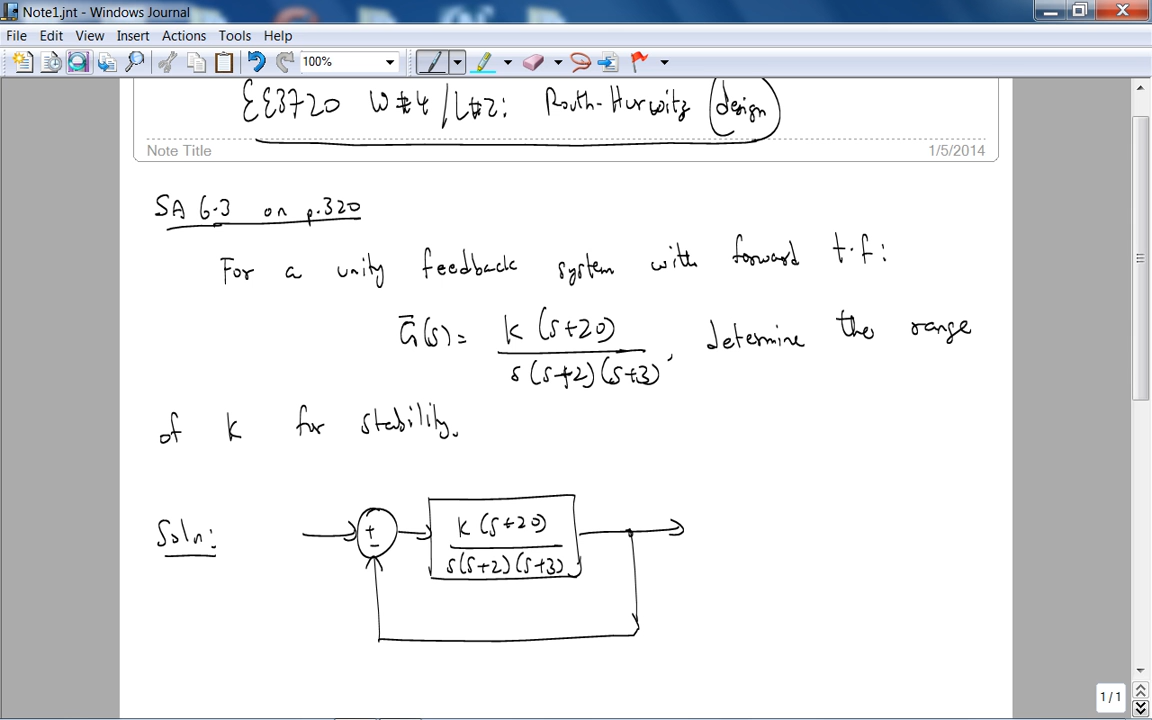 Note1.jnt - Windows Journal
File Edit View Insert Actions Tools Help
100%
EE3720 W#4/L#2: Routh-Hurwitz (design)
Note Title 1/5/2014
SA 6.3 on p.320
For a unity feedback system with forward t.f:
G(s)= K(s+20) / s(s+2)(s+3), determine the range
of K for stability.
Soln:
+
-
K(s+20)
s(s+2)(s+3)
1 / 1